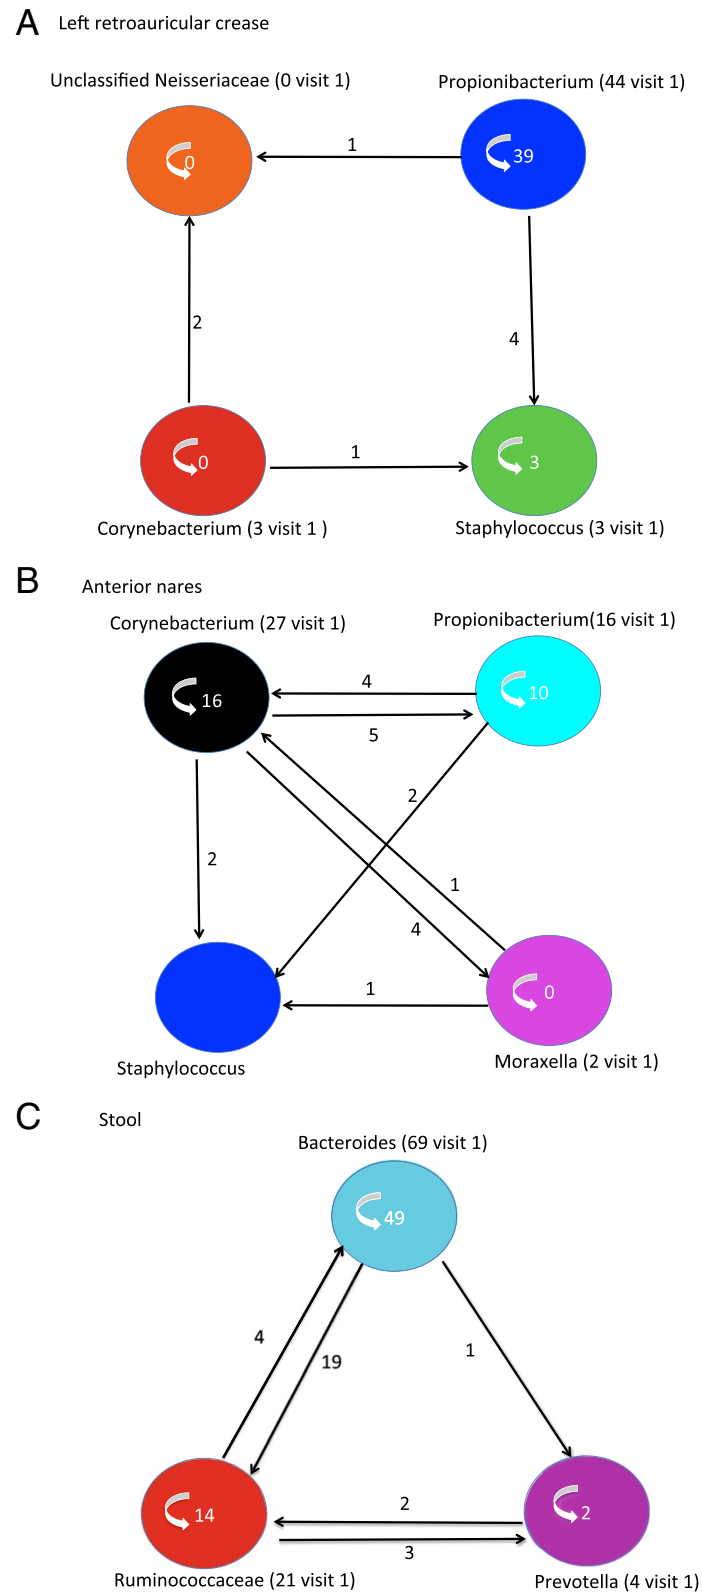 A Left retroauricular crease
Unclassified Neisseriaceae (0 visit 1) Propionibacterium (44 visit 1)
0 1 39
2 4
0 1 3
Corynebacterium (3 visit 1 ) Staphylococcus (3 visit 1)
B Anterior nares
Corynebacterium (27 visit 1) Propionibacterium(16 visit 1)
16 4 10
5
2
2
1
4
1 0
Staphylococcus Moraxella (2 visit 1)
C Stool
Bacteroides (69 visit 1)
49
4 19 1
14 2 2
3
Ruminococcaceae (21 visit 1) Prevotella (4 visit 1)